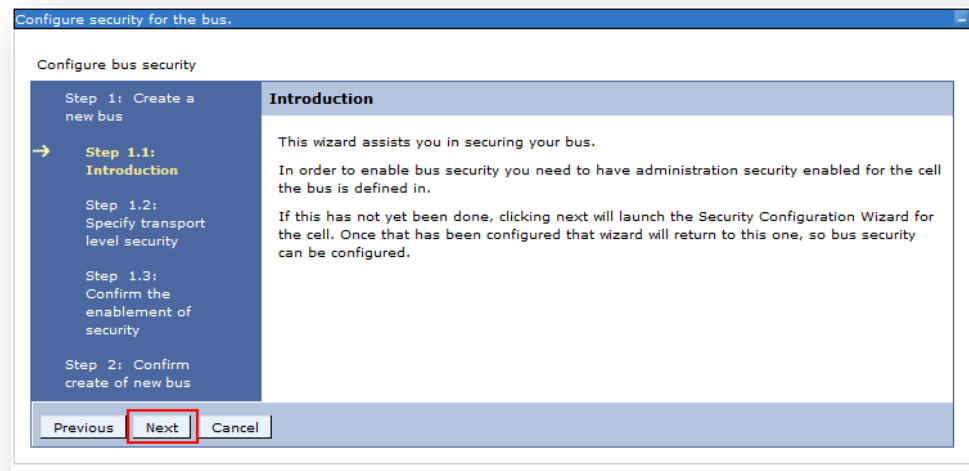 Configure security for the bus.
Configure bus security
Step 1: Create a
new bus
Step 1.1:
Introduction
Step 1.2:
Specify transport
level security
Step 1.3:
Confirm the
enablement of
security
Step 2: Confirm
create of new bus
Introduction
This wizard assists you in securing your bus.
In order to enable bus security you need to have administration security enabled for the cell
the bus is defined in.
If this has not yet been done, clicking next will launch the Security Configuration Wizard for
the cell. Once that has been configured that wizard will return to this one, so bus security
can be configured.
Previous Next Cancel